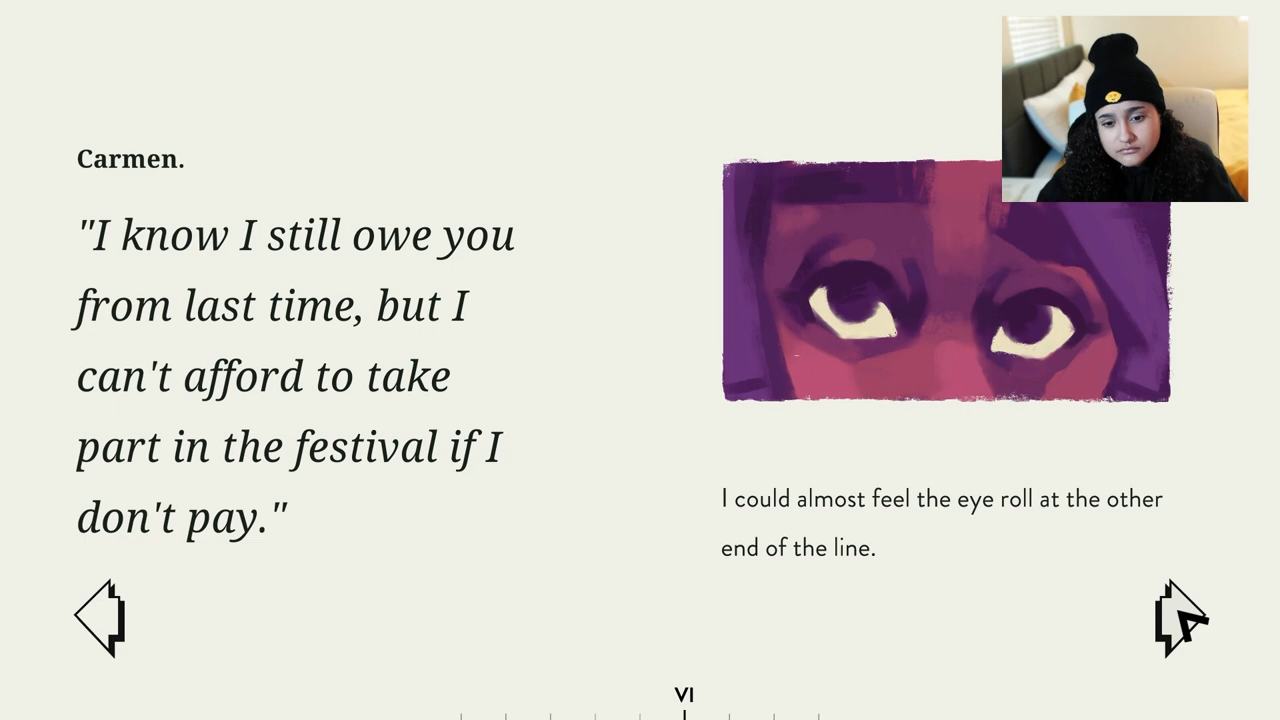 Carmen.
"I know I still owe you
from last time, but I
can't afford to take
part in the festival if I
don't pay."
I could almost feel the eye roll at the other
end of the line.
VI